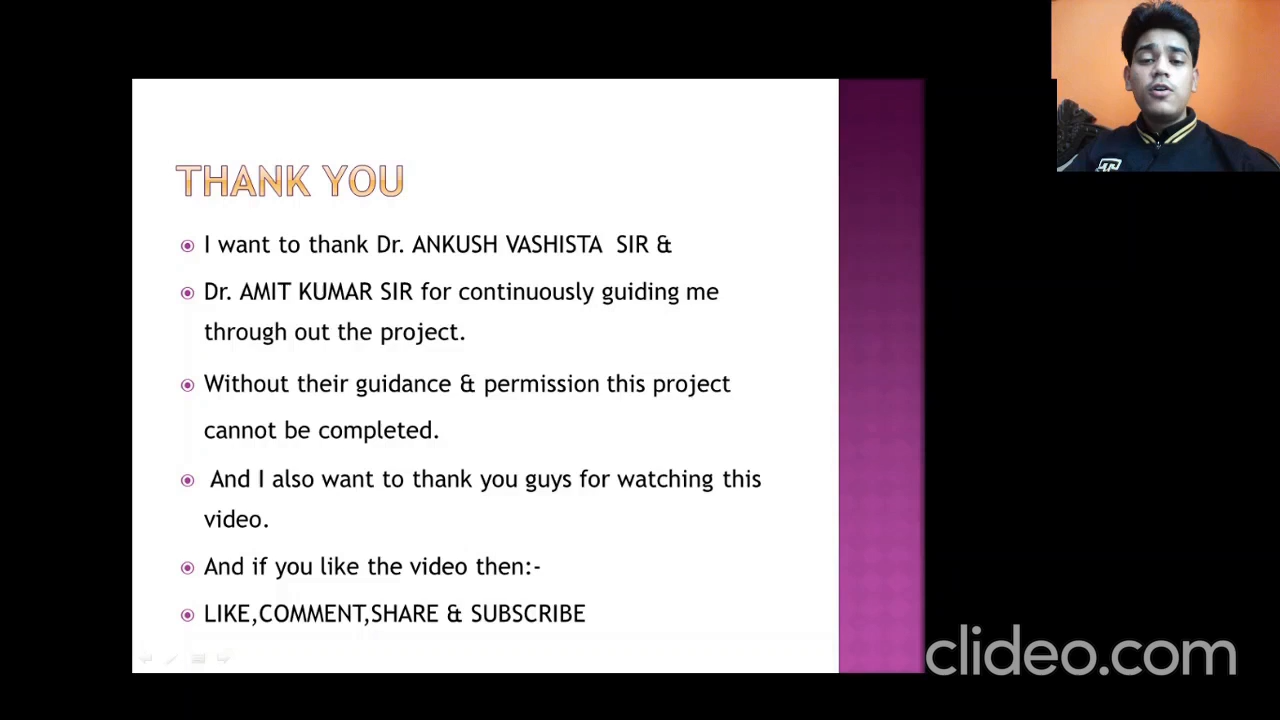 THANK YOU
I want to thank Dr. ANKUSH VASHISTA SIR &
Dr. AMIT KUMAR SIR for continuously guiding me
through out the project.
Without their guidance & permission this project
cannot be completed.
And I also want to thank you guys for watching this
video.
And if you like the video then:-
LIKE,COMMENT,SHARE & SUBSCRIBE
clideo.com